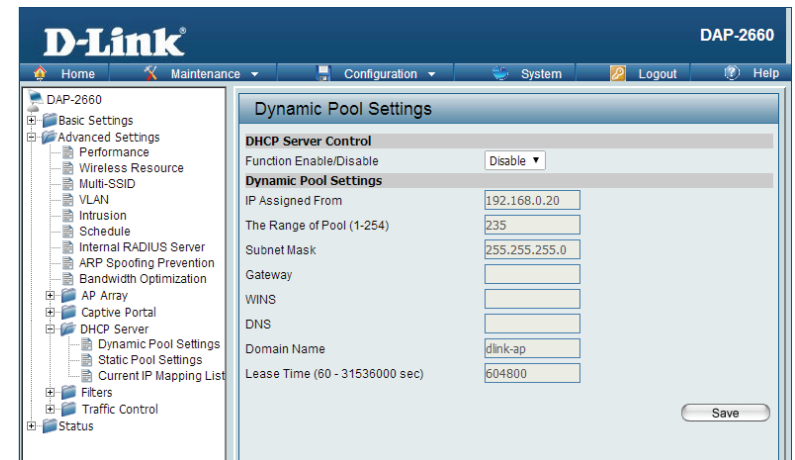 D-Link®
DAP-2660
Home Maintenance Configuration System Logout Help
DAP-2660
Basic Settings
Advanced Settings
Performance
Wireless Resource
Multi-SSID
VLAN
Intrusion
Schedule
Internal RADIUS Server
ARP Spoofing Prevention
Bandwidth Optimization
AP Array
Captive Portal
DHCP Server
Dynamic Pool Settings
Static Pool Settings
Current IP Mapping List
Filters
Traffic Control
Status
Dynamic Pool Settings
DHCP Server Control
Function Enable/Disable Disable
Dynamic Pool Settings
IP Assigned From 192.168.0.20
The Range of Pool (1-254) 235
Subnet Mask 255.255.255.0
Gateway
WINS
DNS
Domain Name dlink-ap
Lease Time (60 - 31536000 sec) 604800
Save